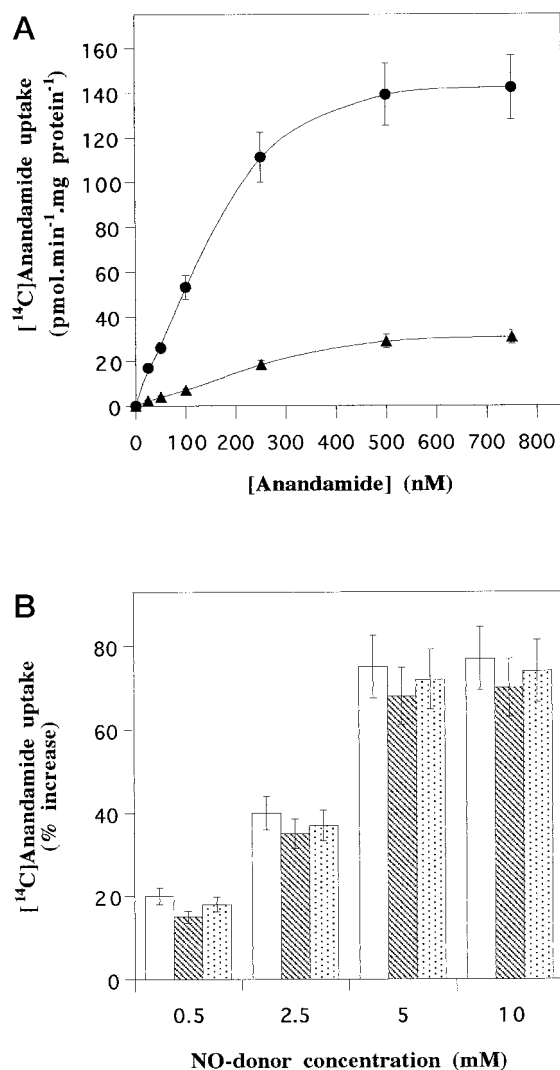 A
[¹⁴C]Anandamide uptake
(pmol.min⁻¹.mg protein⁻¹)
160
140
120
100
80
60
40
20
0
0 100 200 300 400 500 600 700 800
[Anandamide] (nM)
B
[¹⁴C]Anandamide uptake
(% increase)
80
60
40
20
0
0.5 2.5 5 10
NO-donor concentration (mM)